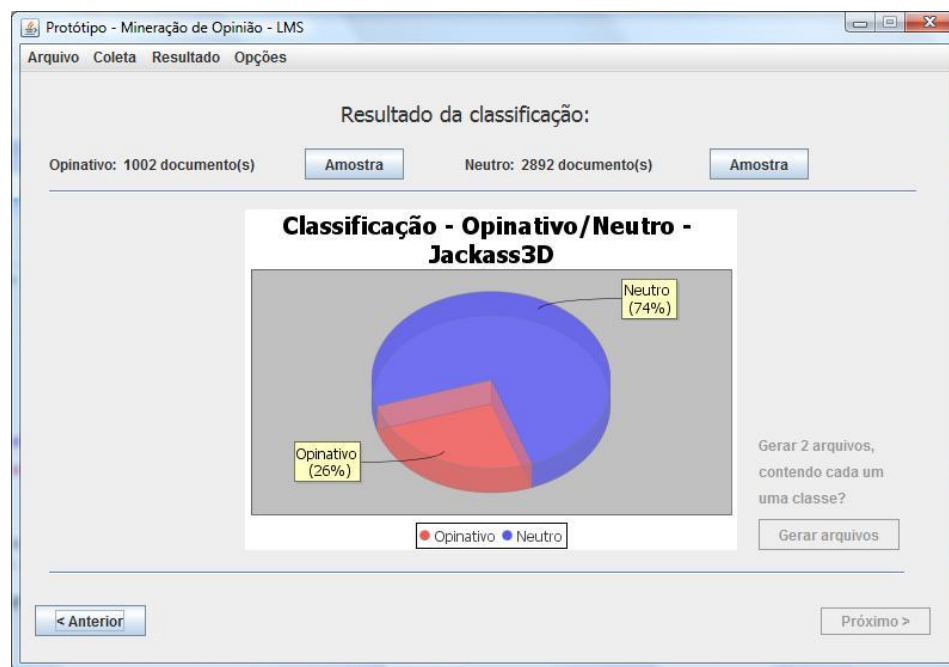 Protótipo - Mineração de Opinião - LMS
Arquivo Coleta Resultado Opções
Resultado da classificação:
Opinativo: 1002 documento(s) Amostra Neutro: 2892 documento(s) Amostra
Classificação - Opinativo/Neutro -
Jackass3D
Neutro
(74%)
Opinativo
(26%)
Gerar 2 arquivos,
contendo cada um
uma classe?
Gerar arquivos
Opinativo Neutro
< Anterior Próximo >